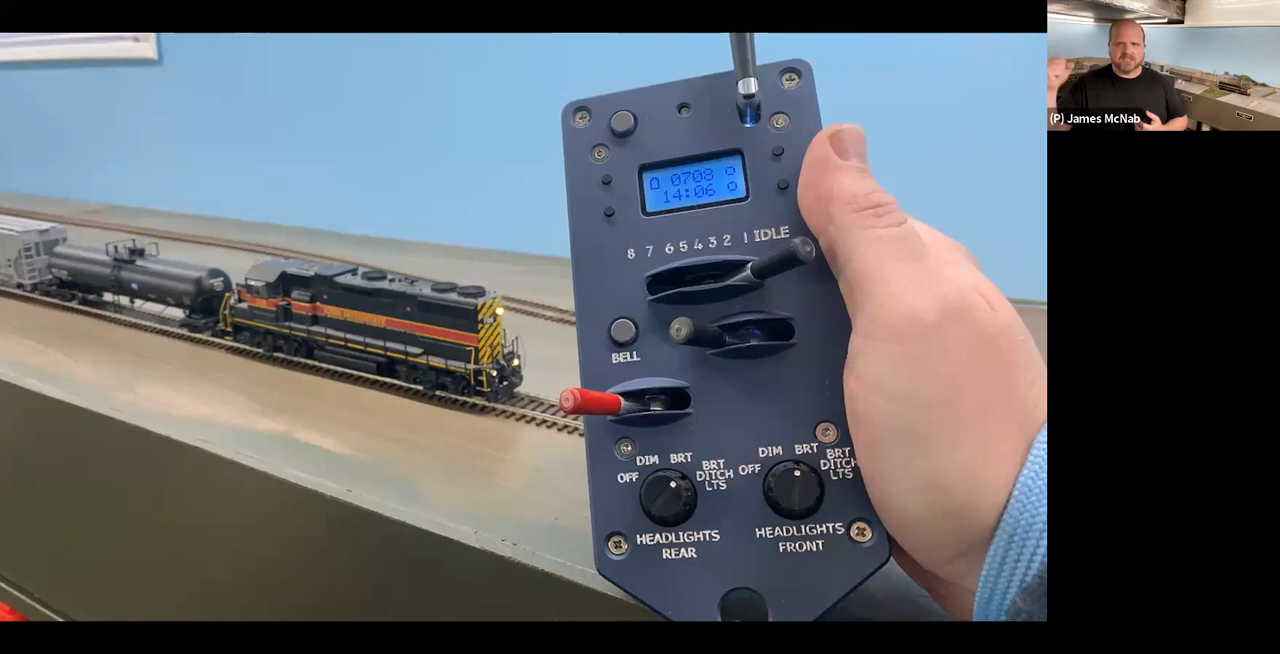 0708
14:06
8 7 6 5 4 3 2 1 IDLE
BELL
OFF DIM BRT BRT DITCH LTS
HEADLIGHTS
REAR
OFF DIM BRT BRT DITCH LTS
HEADLIGHTS
FRONT
(P) James McNab